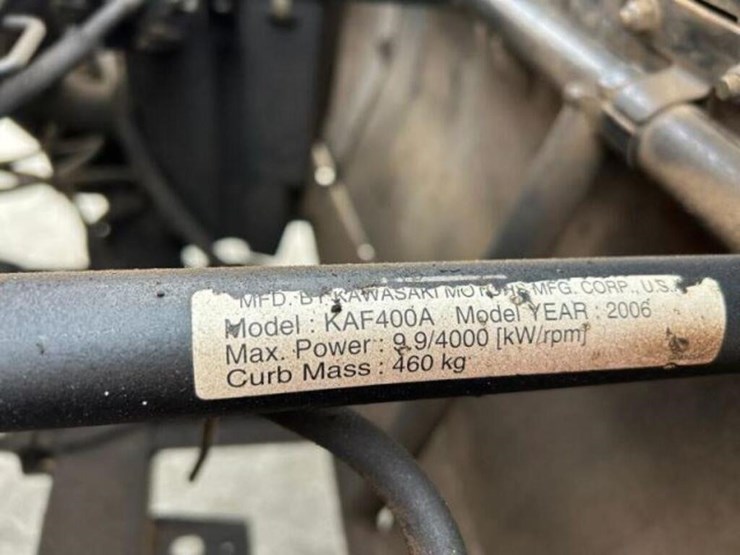 MFD. BY KAWASAKI MOTORS MFG. CORP., U.S.A
Model : KAF400A Model YEAR : 2006
Max. Power : 9.9/4000 [kW/rpm]
Curb Mass : 460 kg